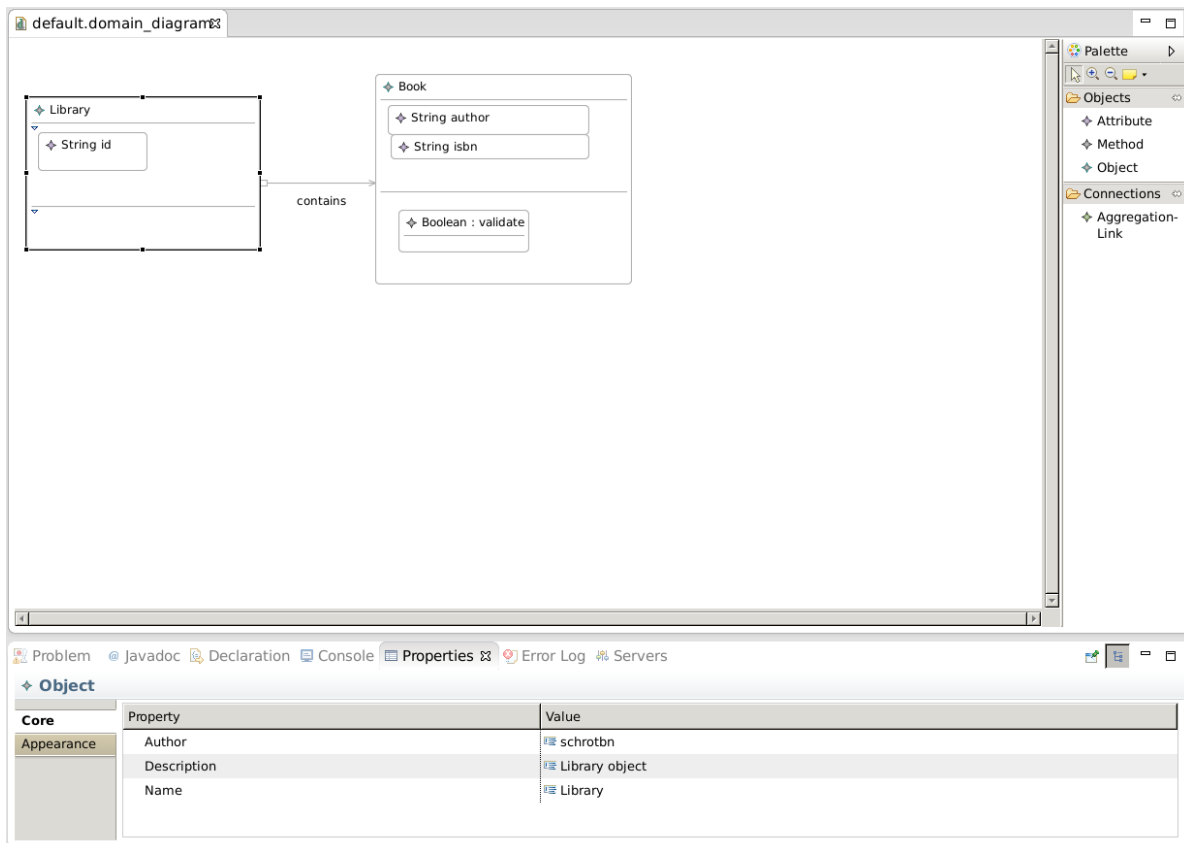 default.domain_diagram
Library
String id
contains
Book
String author
String isbn
Boolean : validate
Palette
Objects
Attribute
Method
Object
Connections
Aggregation-
Link
Problem @ Javadoc Declaration Console Properties Error Log Servers
Object
Core
Appearance
Property Value
Author schrotbn
Description Library object
Name Library